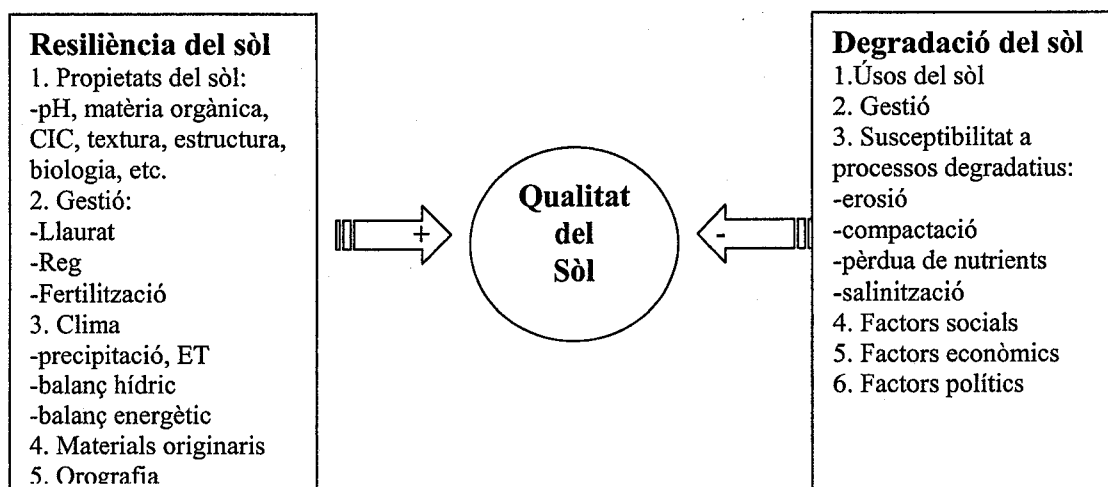 Resiliència del sòl
1. Propietats del sòl:
-pH, matèria orgànica,
CIC, textura, estructura,
biologia, etc.
2. Gestió:
-Llaurat
-Reg
-Fertilització
3. Clima
-precipitació, ET
-balanç hídric
-balanç energètic
4. Materials originaris
5. Orografia
+
Qualitat
del
Sòl
-
Degradació del sòl
1.Úsos del sòl
2. Gestió
3. Susceptibilitat a
processos degradatius:
-erosió
-compactació
-pèrdua de nutrients
-salinització
4. Factors socials
5. Factors econòmics
6. Factors polítics